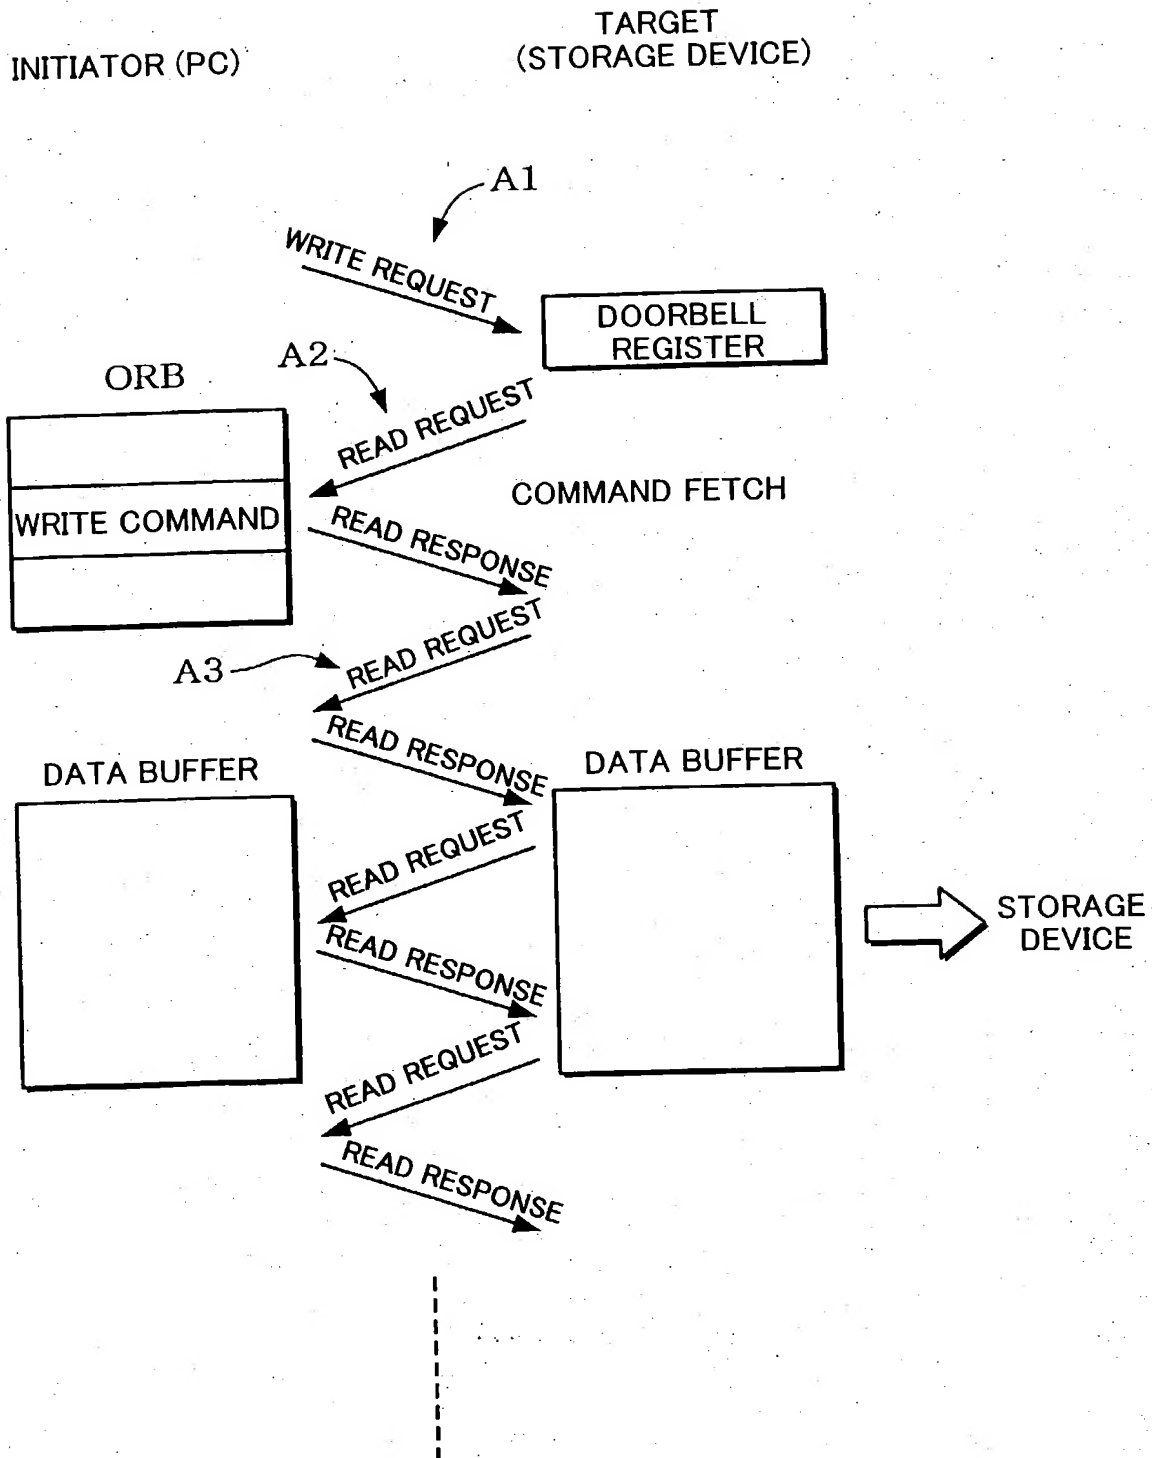 INITIATOR (PC)
TARGET
(STORAGE DEVICE)
A1
WRITE REQUEST
DOORBELL
REGISTER
A2
ORB
READ REQUEST
WRITE COMMAND
COMMAND FETCH
READ RESPONSE
READ REQUEST
A3
READ RESPONSE
DATA BUFFER
DATA BUFFER
READ REQUEST
STORAGE
DEVICE
READ RESPONSE
READ REQUEST
READ RESPONSE